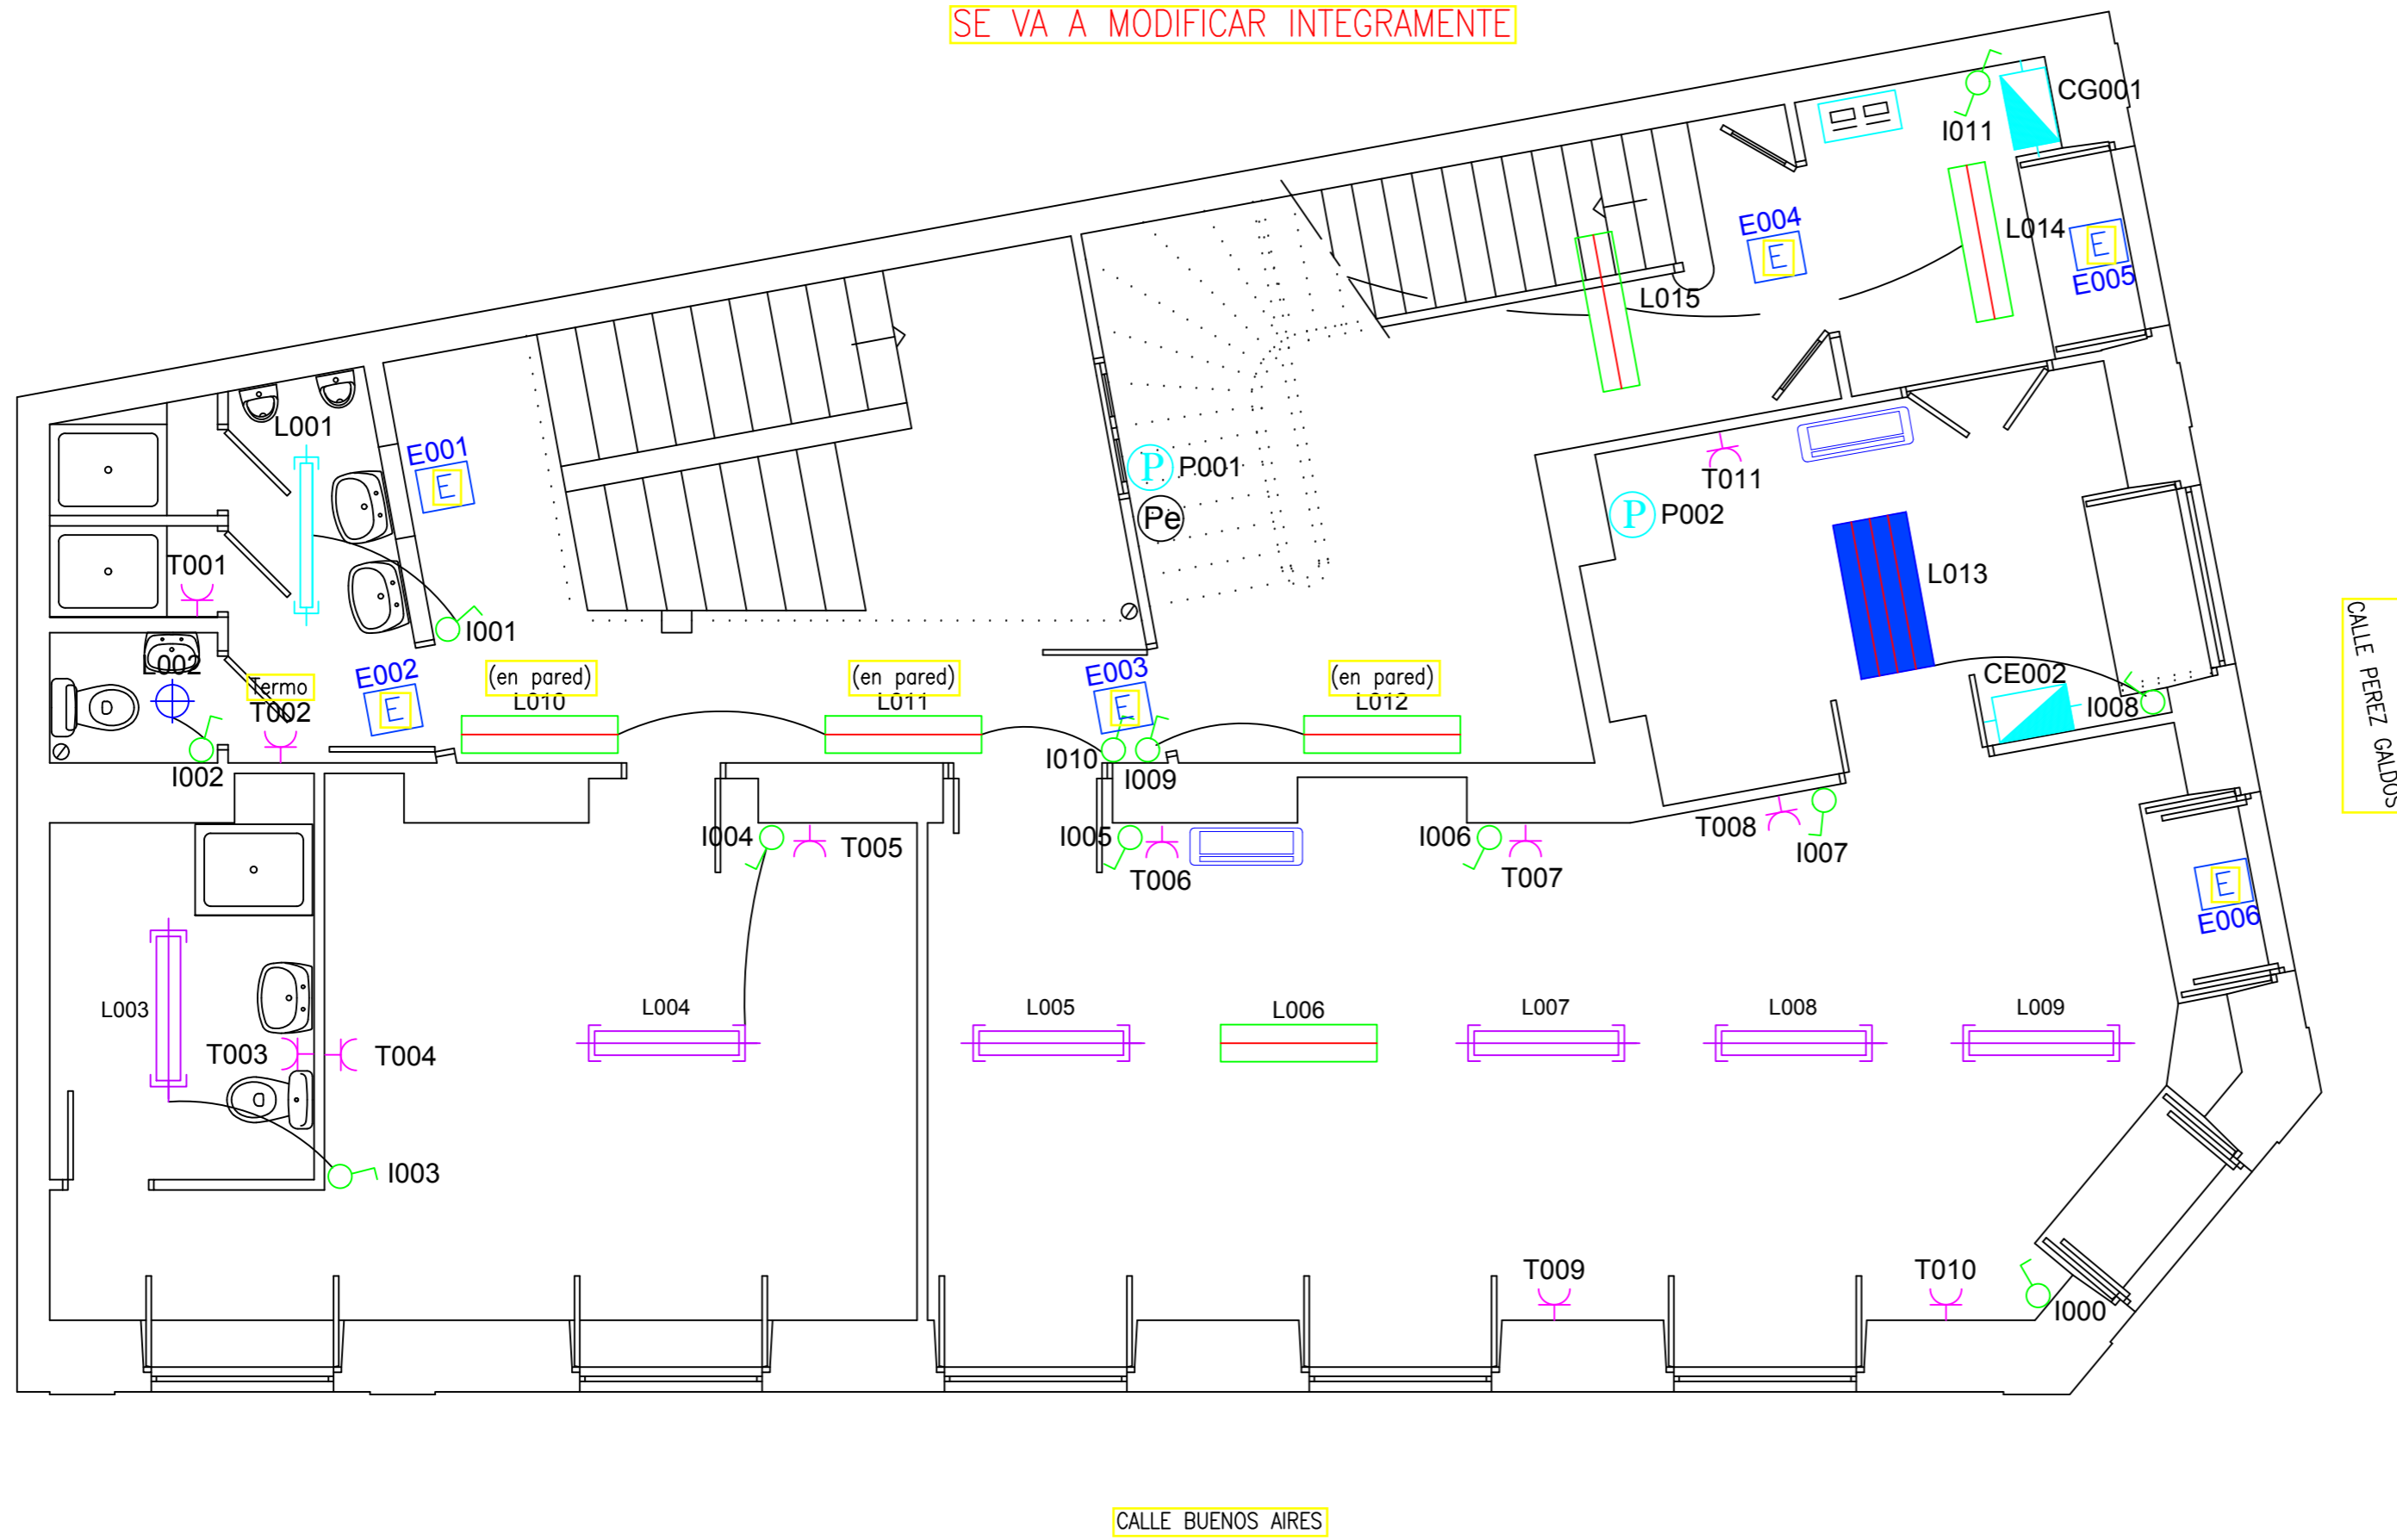 SE VA A MODIFICAR INTEGRAMENTE
CG001
I011
E004
L014
E
E
E005
L015
L001
E001
E
P
P001
Pe
T011
P
P002
L013
T001
I001
L002
Termo
T002
E002
E
(en pared)
L010
(en pared)
L011
E003
E
(en pared)
L012
CE002
I008
I002
I010
I009
CALLE PEREZ GALDOS
I004
T005
I005
T006
I006
T007
T008
I007
E
E006
L003
L004
L005
L006
L007
L008
L009
T003
T004
I003
T009
T010
I000
CALLE BUENOS AIRES